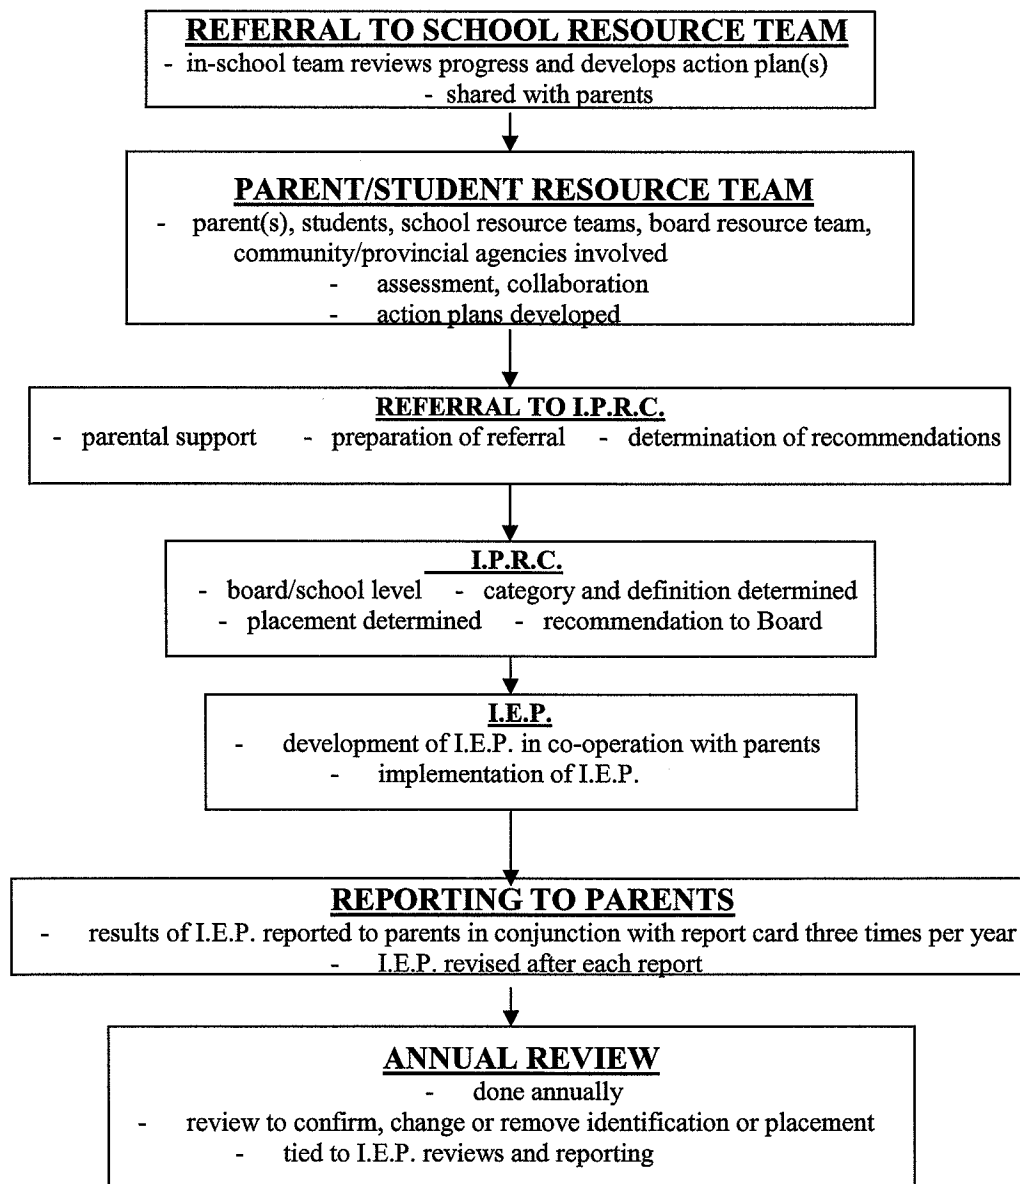 REFERRAL TO SCHOOL RESOURCE TEAM
- in-school team reviews progress and develops action plan(s)
- shared with parents
PARENT/STUDENT RESOURCE TEAM
- parent(s), students, school resource teams, board resource team,
community/provincial agencies involved
- assessment, collaboration
- action plans developed
REFERRAL TO I.P.R.C.
- parental support - preparation of referral - determination of recommendations
I.P.R.C.
- board/school level - category and definition determined
- placement determined - recommendation to Board
I.E.P.
- development of I.E.P. in co-operation with parents
- implementation of I.E.P.
REPORTING TO PARENTS
- results of I.E.P. reported to parents in conjunction with report card three times per year
- I.E.P. revised after each report
ANNUAL REVIEW
- done annually
- review to confirm, change or remove identification or placement
- tied to I.E.P. reviews and reporting